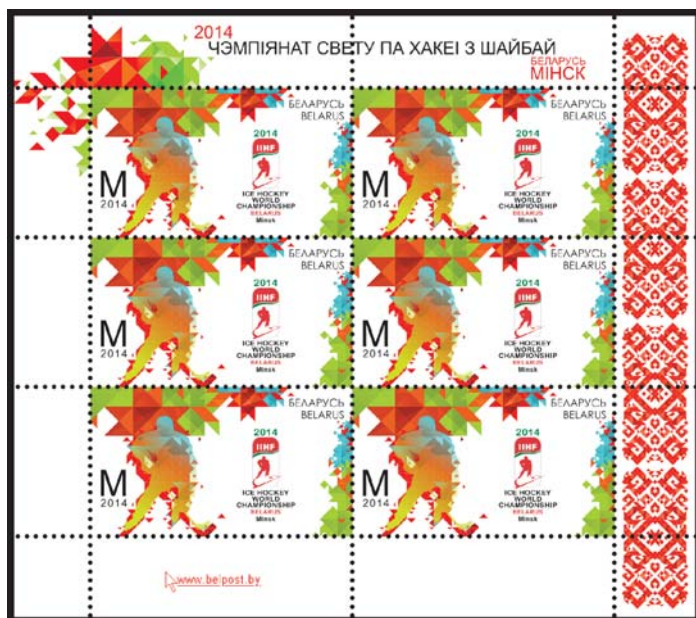 2014
ЧЭМПІЯНАТ СВЕТУ ПА ХАКЕІ З ШАЙБАЙ
БЕЛАРУСЬ
МІНСК
БЕЛАРУСЬ
BELARUS
2014
IIHF
ICE HOCKEY
WORLD
CHAMPIONSHIP
BELARUS
Minsk
M
2014
БЕЛАРУСЬ
BELARUS
2014
IIHF
ICE HOCKEY
WORLD
CHAMPIONSHIP
BELARUS
Minsk
M
2014
БЕЛАРУСЬ
BELARUS
2014
IIHF
ICE HOCKEY
WORLD
CHAMPIONSHIP
BELARUS
Minsk
M
2014
БЕЛАРУСЬ
BELARUS
2014
IIHF
ICE HOCKEY
WORLD
CHAMPIONSHIP
BELARUS
Minsk
M
2014
БЕЛАРУСЬ
BELARUS
2014
IIHF
ICE HOCKEY
WORLD
CHAMPIONSHIP
BELARUS
Minsk
M
2014
БЕЛАРУСЬ
BELARUS
2014
IIHF
ICE HOCKEY
WORLD
CHAMPIONSHIP
BELARUS
Minsk
M
2014
www.belpost.by